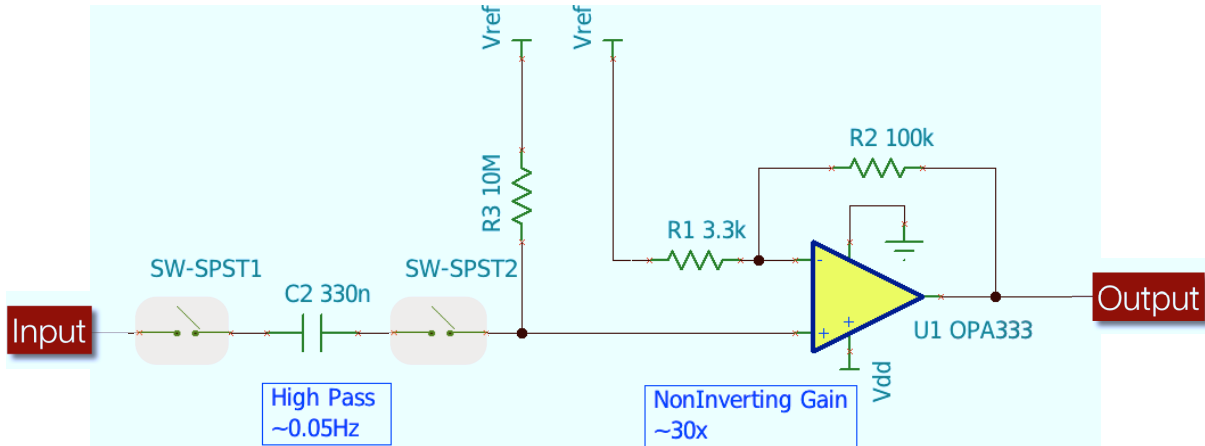 Vref
Vref
R2 100k
R3 10M
R1 3.3k
SW-SPST1
SW-SPST2
C2 330n
-
Input
+
+
Output
U1 OPA333
Vdd
High Pass
~0.05Hz
NonInverting Gain
~30x